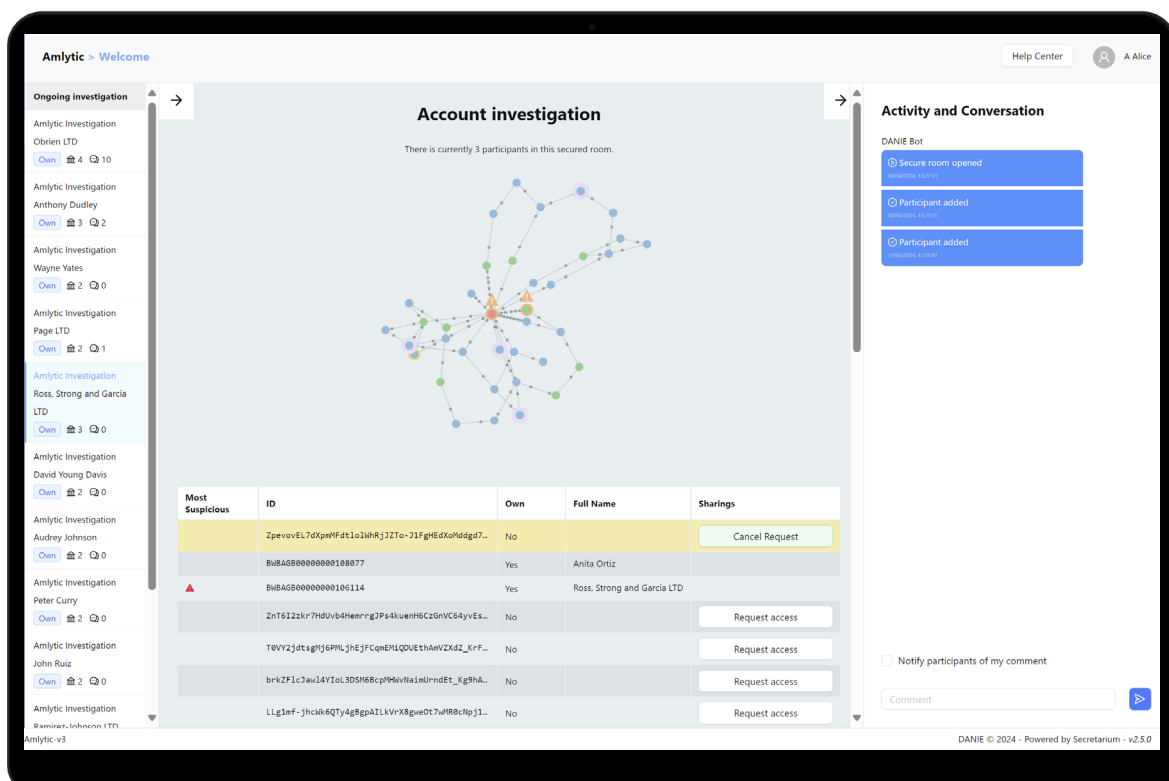 Amlytic > Welcome
Help Center
A Alice
Ongoing investigation
Amlytic Investigation
Obrien LTD
Own 4 10
Amlytic Investigation
Anthony Dudley
Own 3 2
Amlytic Investigation
Wayne Yates
Own 2 0
Amlytic Investigation
Page LTD
Own 2 1
Amlytic Investigation
Ross, Strong and Garcia
LTD
Own 3 0
Amlytic Investigation
David Young Davis
Own 2 0
Amlytic Investigation
Audrey Johnson
Own 2 0
Amlytic Investigation
Peter Curry
Own 2 0
Amlytic Investigation
John Ruiz
Own 2 0
Amlytic Investigation
Ramirez-Johnson LTD
Account investigation
There is currently 3 participants in this secured room.
Most
Suspicious
ID
Own
Full Name
Sharings
No
Cancel Request
BWBAGB00000000108077
Yes
Anita Ortiz
BWBAGB00000000106114
Yes
Ross, Strong and Garcia LTD
No
Request access
No
Request access
No
Request access
No
Request access
Activity and Conversation
DANIE Bot
Secure room opened
Participant added
Participant added
Notify participants of my comment
Comment
Amlytic-v3
DANIE © 2024 - Powered by Secretarium - v2.5.0